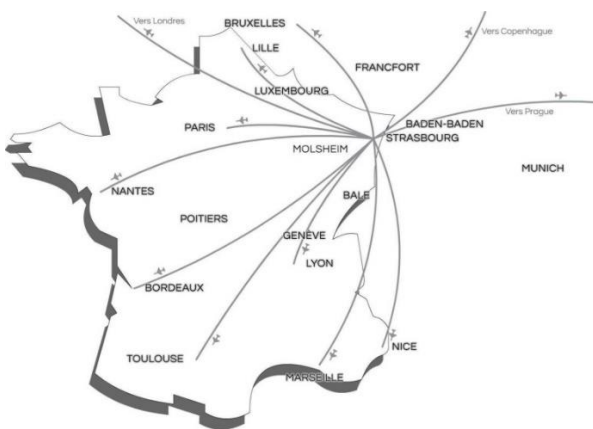 Vers Londres
BRUXELLES
Vers Copenhague
LILLE
FRANCFORT
LUXEMBOURG
Vers Prague
PARIS
BADEN-BADEN
STRASBOURG
MOLSHEIM
MUNICH
NANTES
BALE
POITIERS
GENEVE
LYON
BORDEAUX
NICE
TOULOUSE
MARSEILLE